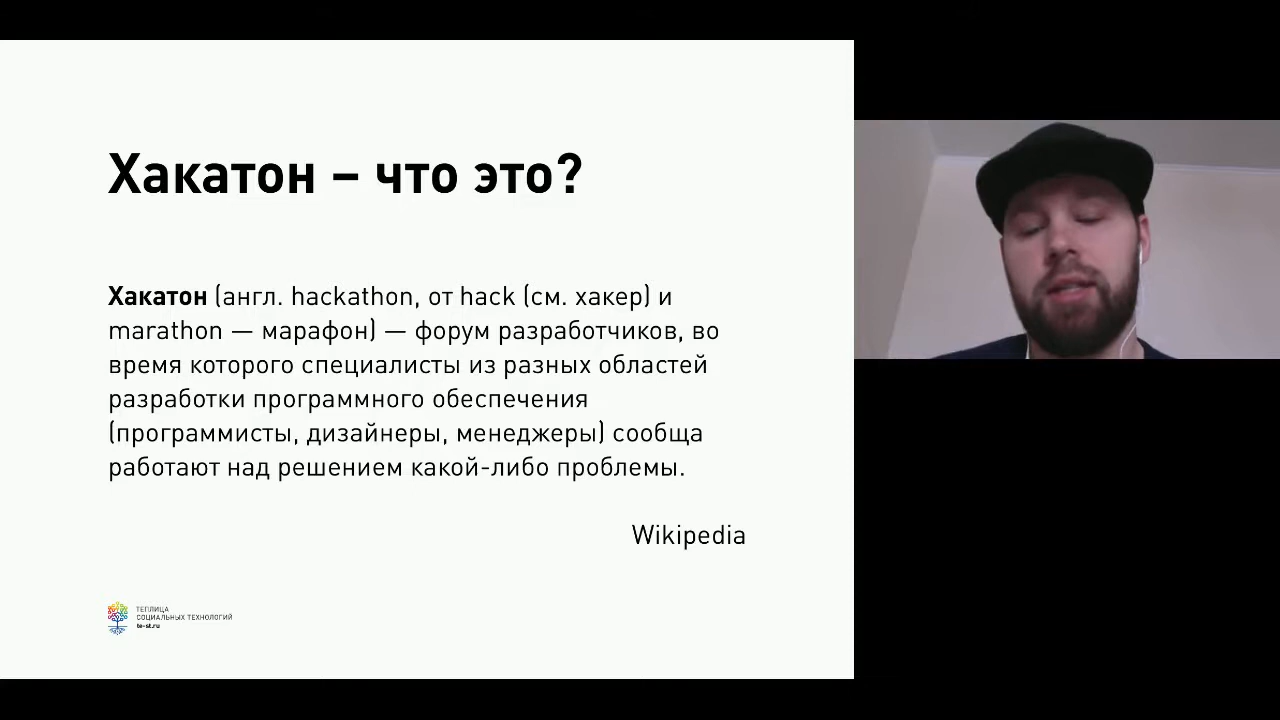 Хакатон – что это?
Хакатон (англ. hackathon, от hack (см. хакер) и
marathon — марафон) — форум разработчиков, во
время которого специалисты из разных областей
разработки программного обеспечения
(программисты, дизайнеры, менеджеры) сообща
работают над решением какой-либо проблемы.
Wikipedia
ТЕПЛИЦА
СОЦИАЛЬНЫХ ТЕХНОЛОГИЙ
te-st.ru